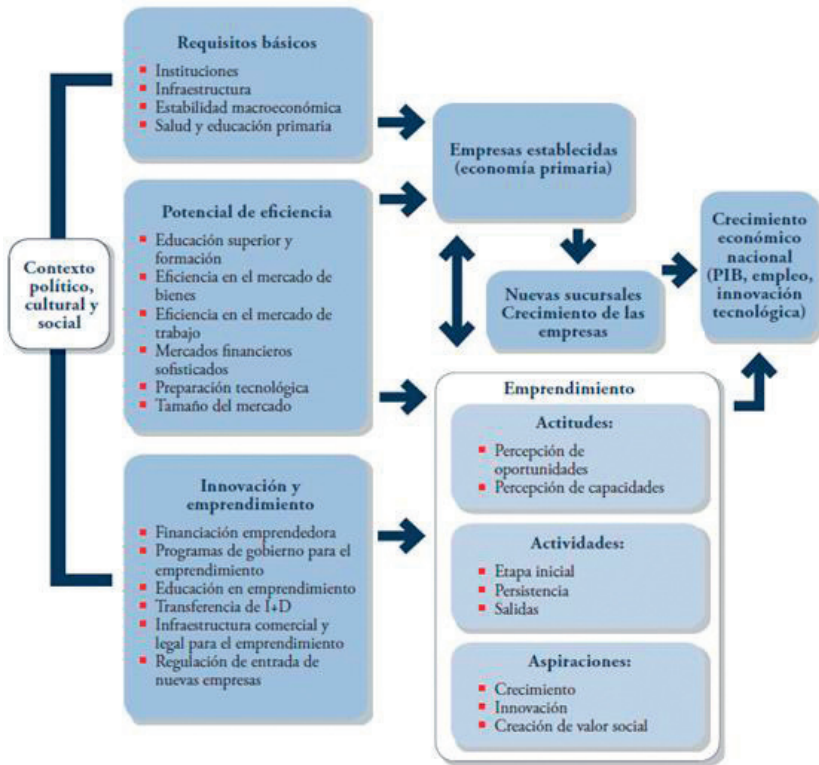 Contexto
político,
cultural y
social
Requisitos básicos
Instituciones
Infraestructura
Estabilidad macroeconómica
Salud y educación primaria
Potencial de eficiencia
Educación superior y
formación
Eficiencia en el mercado de
bienes
Eficiencia en el mercado de
trabajo
Mercados financieros
sofisticados
Preparación tecnológica
Tamaño del mercado
Innovación y
emprendimiento
Financiación emprendedora
Programas de gobierno para el
emprendimiento
Educación en emprendimiento
Transferencia de I+D
Infraestructura comercial y
legal para el emprendimiento
Regulación de entrada de
nuevas empresas
Empresas establecidas
(economía primaria)
Nuevas sucursales
Crecimiento de las
empresas
Emprendimiento
Actitudes:
Percepción de
oportunidades
Percepción de capacidades
Actividades:
Etapa inicial
Persistencia
Salidas
Aspiraciones:
Crecimiento
Innovación
Creación de valor social
Crecimiento
económico
nacional
(PIB, empleo,
innovación
tecnológica)